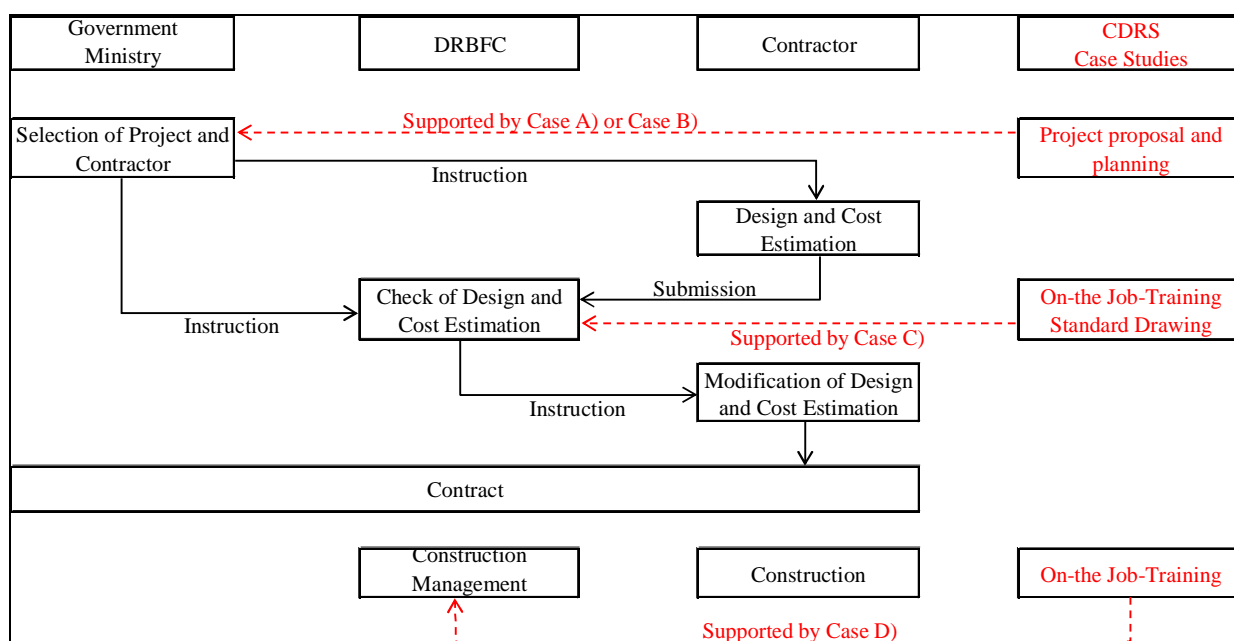 Government
Ministry
DRBFC
Contractor
CDRS
Case Studies
Supported by Case A) or Case B)
Selection of Project and
Contractor
Project proposal and
planning
Instruction
Design and Cost
Estimation
Submission
Check of Design and
Cost Estimation
On-the Job-Training
Standard Drawing
Instruction
Supported by Case C)
Modification of Design
and Cost Estimation
Instruction
Contract
Construction
Management
Construction
On-the Job-Training
Supported by Case D)